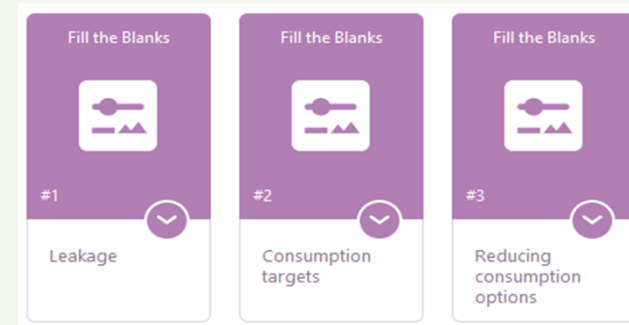 Fill the Blanks
#1
Leakage
Fill the Blanks
#2
Consumption
targets
Fill the Blanks
#3
Reducing
consumption
options